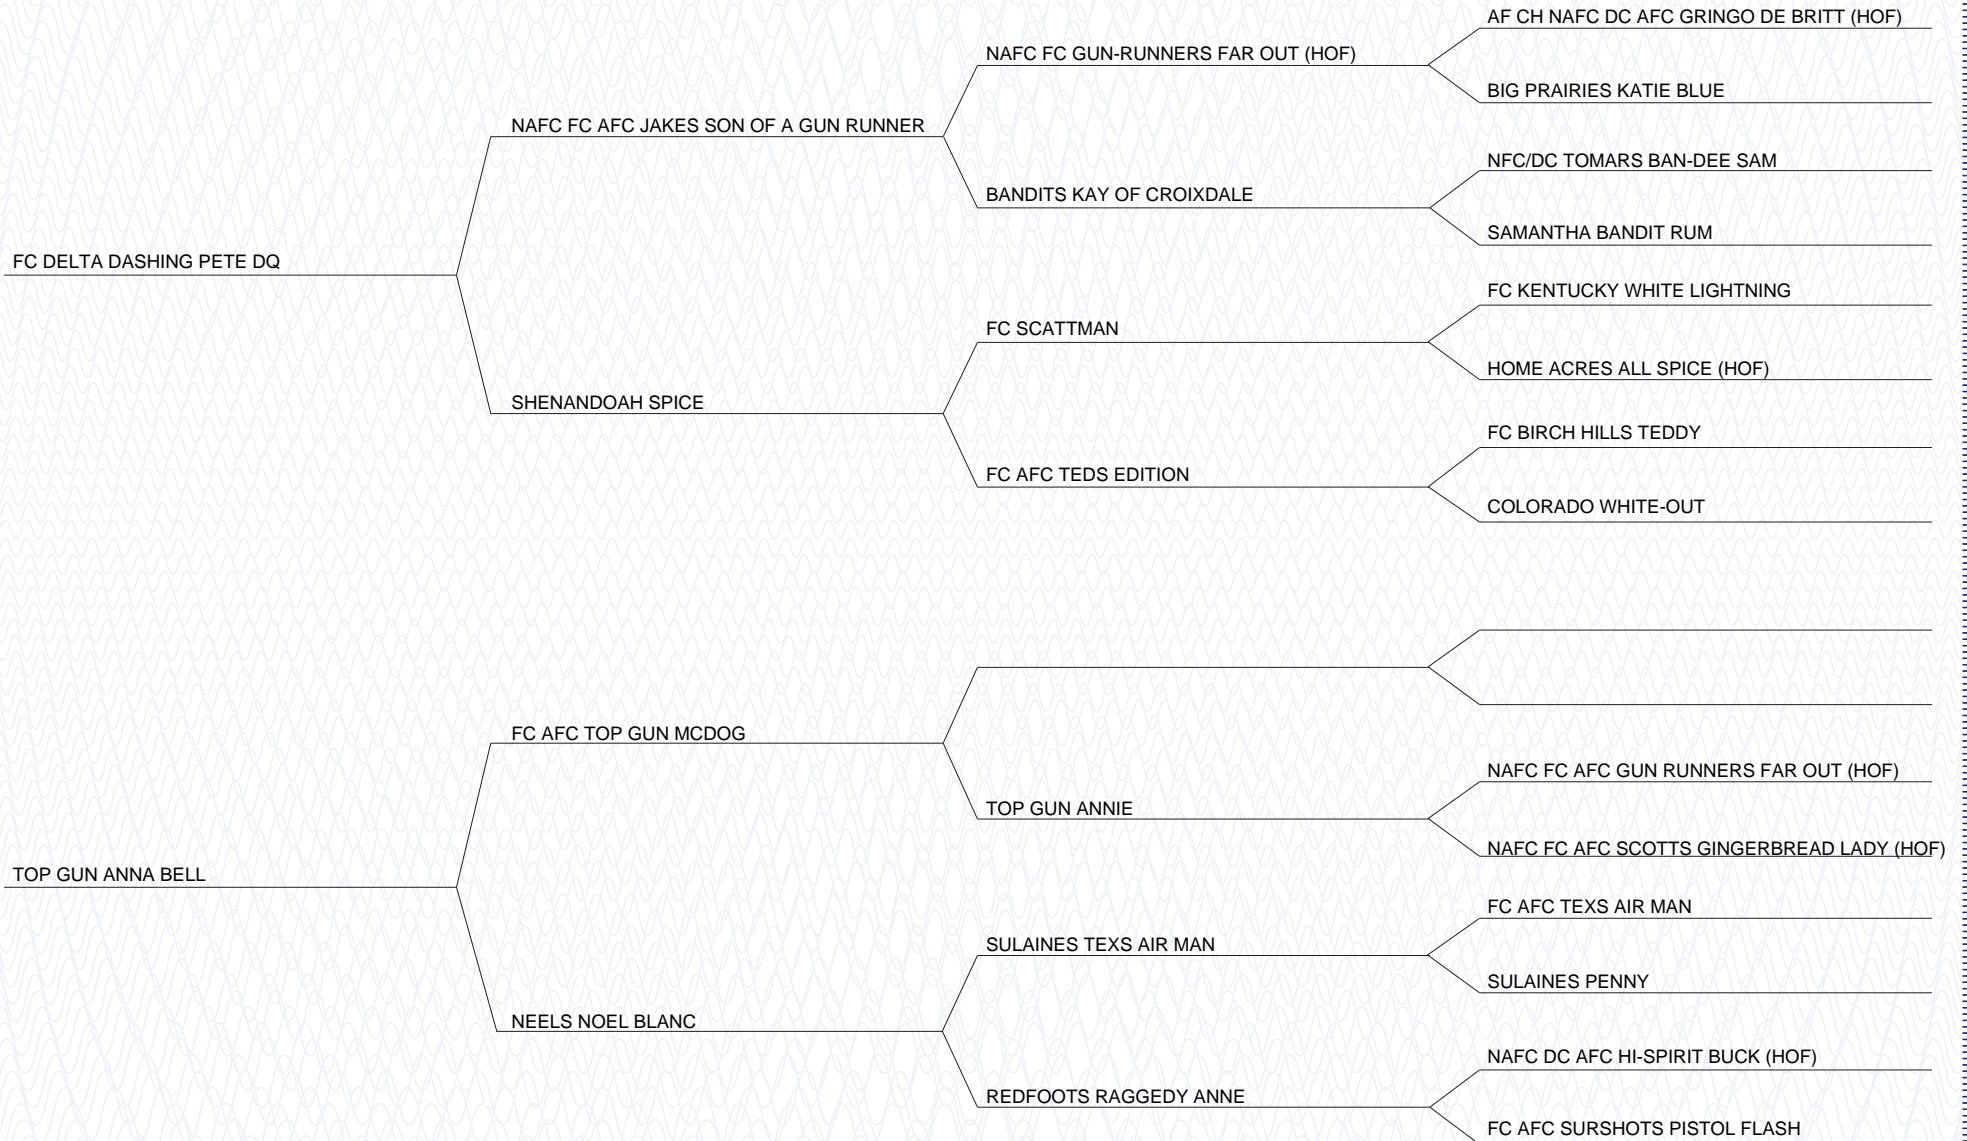 AF CH NAFC DC AFC GRINGO DE BRITT (HOF)
NAFC FC GUN-RUNNERS FAR OUT (HOF)
BIG PRAIRIES KATIE BLUE
NAFC FC AFC JAKES SON OF A GUN RUNNER
NFC/DC TOMARS BAN-DEE SAM
BANDITS KAY OF CROIXDALE
SAMANTHA BANDIT RUM
FC DELTA DASHING PETE DQ
FC KENTUCKY WHITE LIGHTNING
FC SCATTMAN
HOME ACRES ALL SPICE (HOF)
SHENANDOAH SPICE
FC BIRCH HILLS TEDDY
FC AFC TEDS EDITION
COLORADO WHITE-OUT
FC AFC TOP GUN MCDOG
NAFC FC AFC GUN RUNNERS FAR OUT (HOF)
TOP GUN ANNIE
NAFC FC AFC SCOTTS GINGERBREAD LADY (HOF)
TOP GUN ANNA BELL
FC AFC TEXS AIR MAN
SULAINES TEXS AIR MAN
SULAINES PENNY
NEELS NOEL BLANC
NAFC DC AFC HI-SPIRIT BUCK (HOF)
REDFOOTS RAGGEDY ANNE
FC AFC SURSHOTS PISTOL FLASH